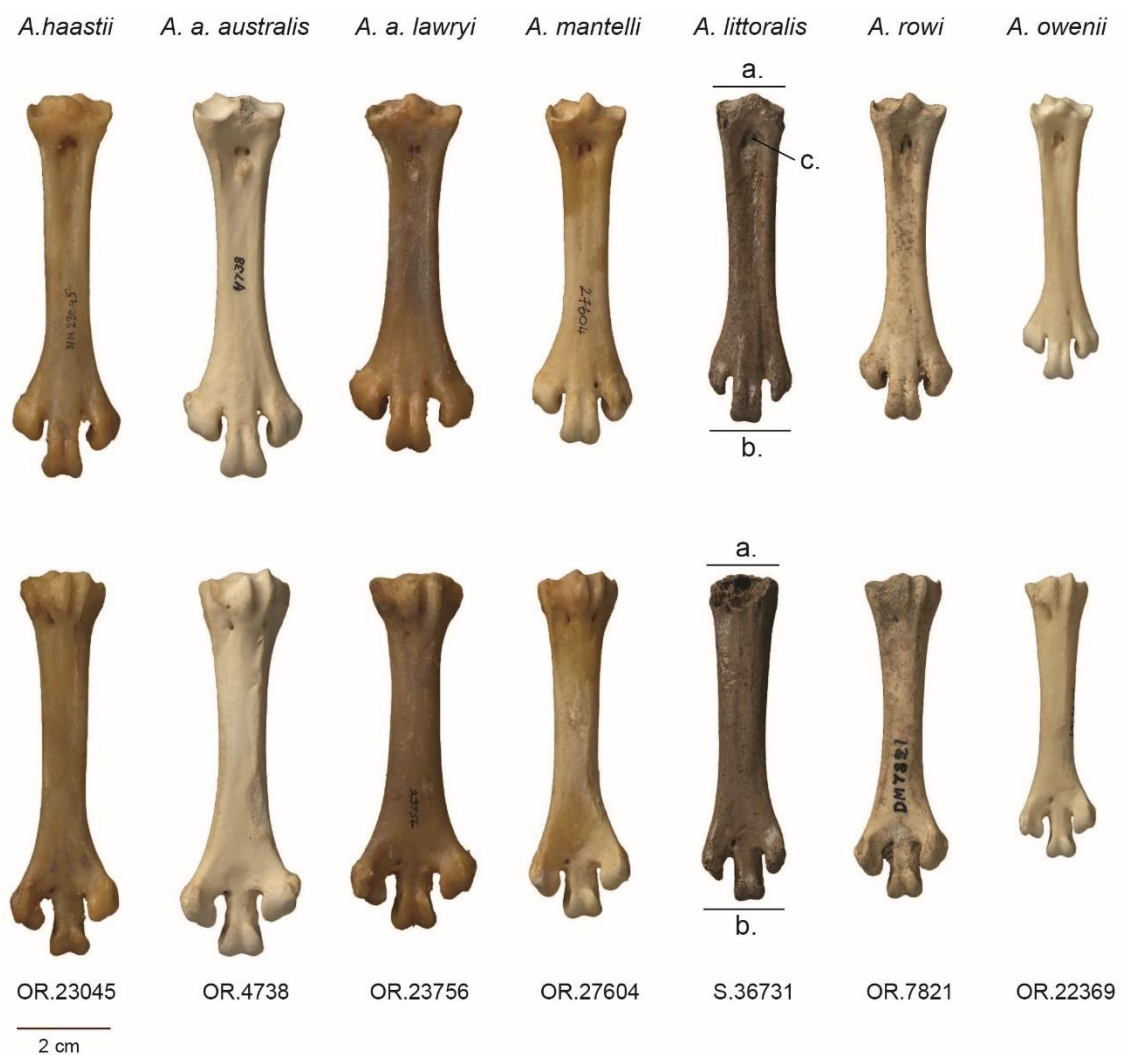 A.haastii A. a. australis A. a. lawryi A. mantelli A. littoralis A. rowi A. owenii
a.
c.
4738
27604
b.
a.
DM7821
23756
b.
OR.23045 OR.4738 OR.23756 OR.27604 S.36731 OR.7821 OR.22369
2 cm